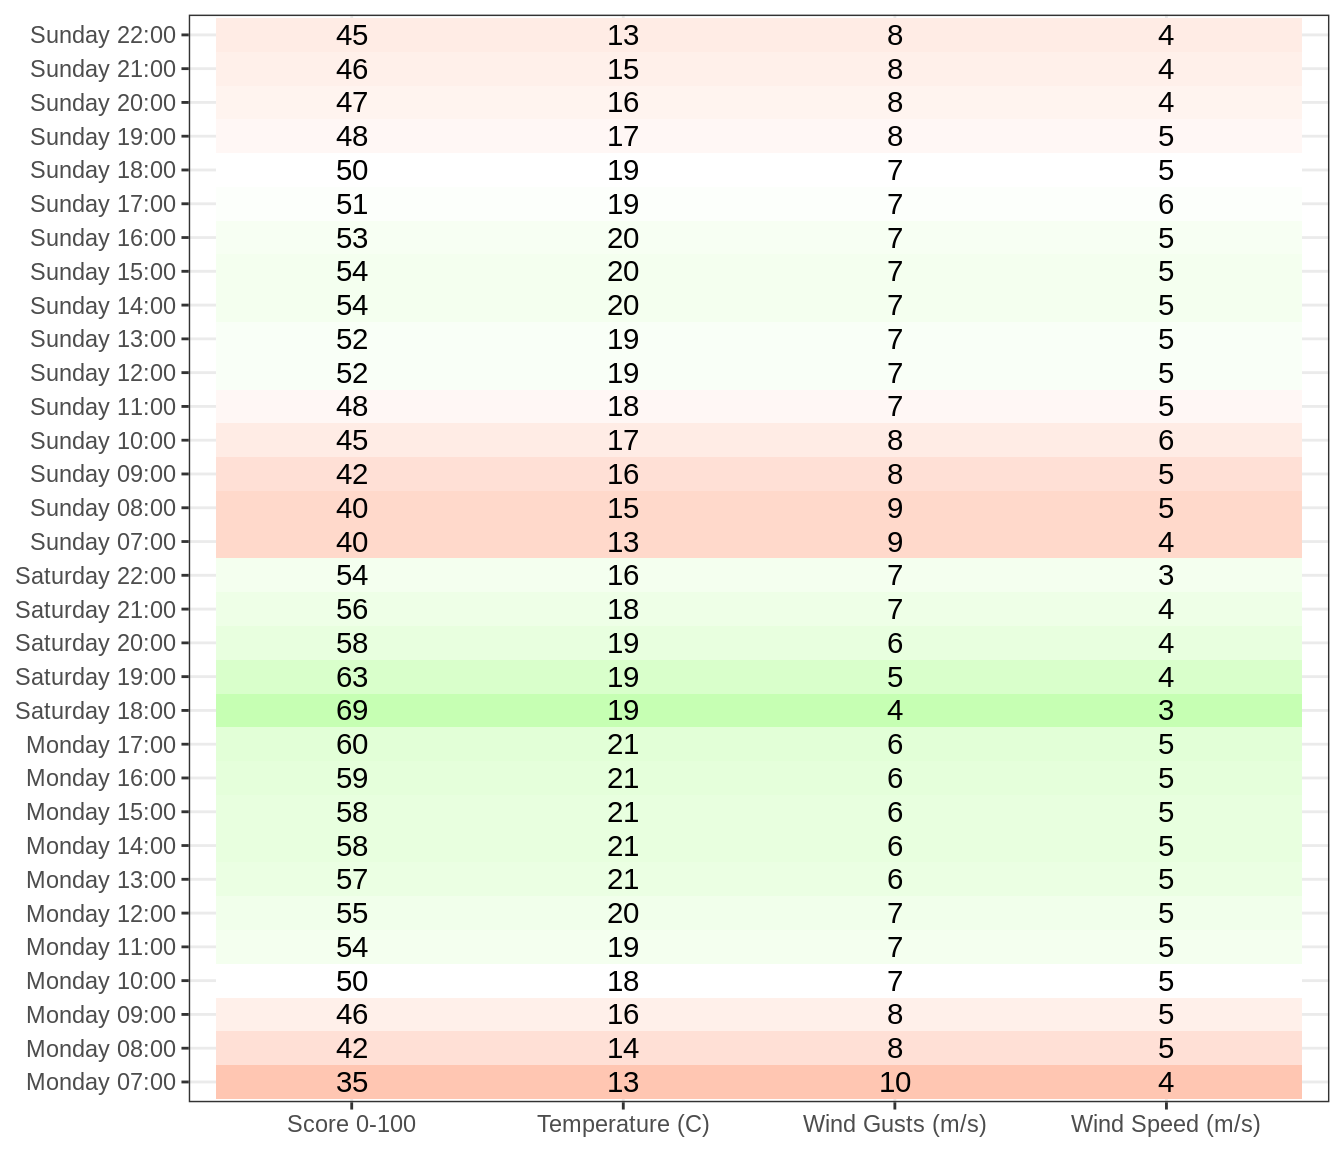 Sunday 22:00 45 13 8 4
Sunday 21:00 46 15 8 4
Sunday 20:00 47 16 8 4
Sunday 19:00 48 17 8 5
Sunday 18:00 50 19 7 5
Sunday 17:00 51 19 7 6
Sunday 16:00 53 20 7 5
Sunday 15:00 54 20 7 5
Sunday 14:00 54 20 7 5
Sunday 13:00 52 19 7 5
Sunday 12:00 52 19 7 5
Sunday 11:00 48 18 7 5
Sunday 10:00 45 17 8 6
Sunday 09:00 42 16 8 5
Sunday 08:00 40 15 9 5
Sunday 07:00 40 13 9 4
Saturday 22:00 54 16 7 3
Saturday 21:00 56 18 7 4
Saturday 20:00 58 19 6 4
Saturday 19:00 63 19 5 4
Saturday 18:00 69 19 4 3
Monday 17:00 60 21 6 5
Monday 16:00 59 21 6 5
Monday 15:00 58 21 6 5
Monday 14:00 58 21 6 5
Monday 13:00 57 21 6 5
Monday 12:00 55 20 7 5
Monday 11:00 54 19 7 5
Monday 10:00 50 18 7 5
Monday 09:00 46 16 8 5
Monday 08:00 42 14 8 5
Monday 07:00 35 13 10 4
Score 0-100 Temperature (C) Wind Gusts (m/s) Wind Speed (m/s)